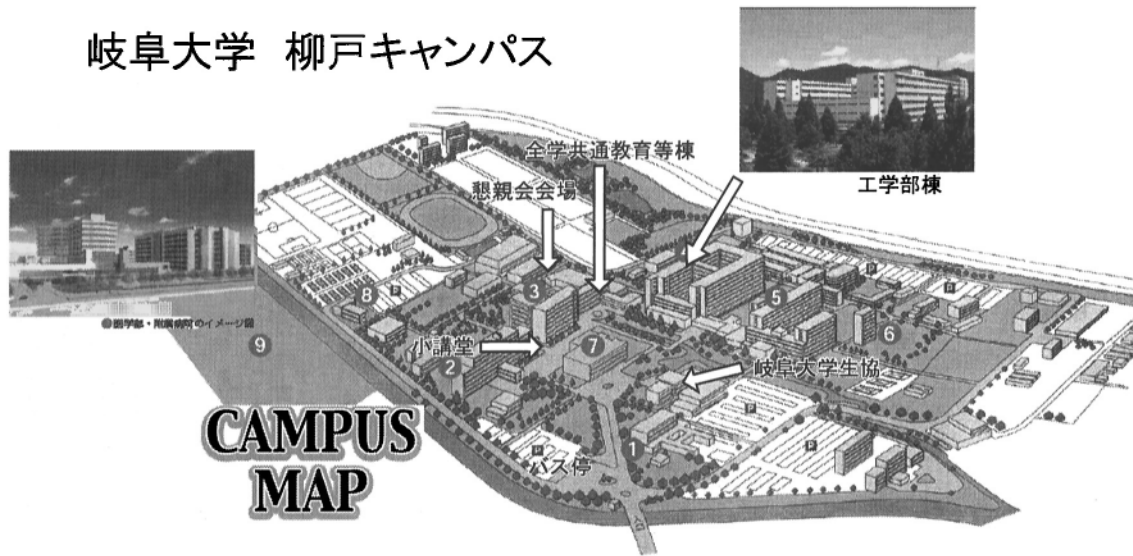 岐阜大学 柳戸キャンパス
全学共通教育等棟
懇親会会場
工学部棟
P
P
5
P
8
3
6
小講堂
7
9
2
岐阜大学生協
P
1
P
P
バス停
CAMPUS
MAP